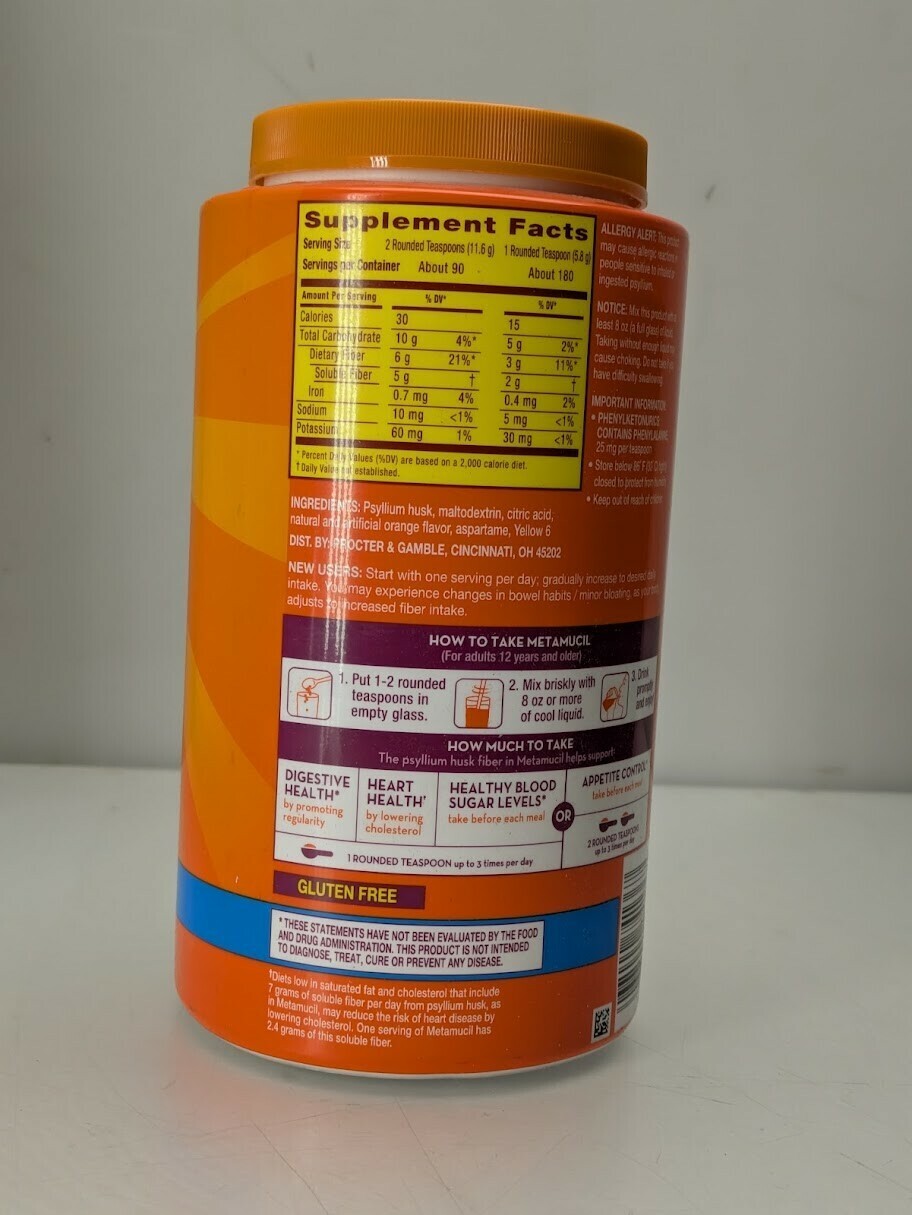 Supplement Facts
Serving Size 2 Rounded Teaspoons (11.6 g) 1 Rounded Teaspoon (5.8 g)
Servings per Container About 90 About 180
Amount Per Serving % DV* % DV*
Calories 30 15
Total Carbohydrate 10 g 4%* 5 g 2%*
Dietary Fiber 6 g 21%* 3 g 11%*
Soluble Fiber 5 g † 2 g †
Iron 0.7 mg 4% 0.4 mg 2%
Sodium 10 mg <1% 5 mg <1%
Potassium 60 mg 1% 30 mg <1%
* Percent Daily Values (%DV) are based on a 2,000 calorie diet.
† Daily Value not established.
ALLERGY ALERT: This product
may cause allergic reaction in
people sensitive to inhaled or
ingested psyllium.
NOTICE: Mix this product with at
least 8 oz (a full glass) of liquid.
Taking without enough liquid may
cause choking. Do not take if you
have difficulty swallowing.
IMPORTANT INFORMATION
• PHENYLKETONURICS:
CONTAINS PHENYLALANINE
25 mg per teaspoon
• Store below 86°F
closed to protect from humidity
• Keep out of reach of children
INGREDIENTS: Psyllium husk, maltodextrin, citric acid,
natural and artificial orange flavor, aspartame, Yellow 6
DIST. BY: PROCTER & GAMBLE, CINCINNATI, OH 45202
NEW USERS: Start with one serving per day; gradually increase to desired daily
intake. You may experience changes in bowel habits / minor bloating, as your body
adjusts to increased fiber intake.
HOW TO TAKE METAMUCIL
(For adults 12 years and older)
1. Put 1-2 rounded
teaspoons in
empty glass.
2. Mix briskly with
8 oz or more
of cool liquid.
3. Drink
promptly
and enjoy
HOW MUCH TO TAKE
The psyllium husk fiber in Metamucil helps support:
DIGESTIVE
HEALTH*
by promoting
regularity
HEART
HEALTH†
by lowering
cholesterol
HEALTHY BLOOD
SUGAR LEVELS*
take before each meal
OR
APPETITE CONTROL*
take before each meal
1 ROUNDED TEASPOON up to 3 times per day
2 ROUNDED TEASPOONS
up to 3 times per day
GLUTEN FREE
* THESE STATEMENTS HAVE NOT BEEN EVALUATED BY THE FOOD
AND DRUG ADMINISTRATION. THIS PRODUCT IS NOT INTENDED
TO DIAGNOSE, TREAT, CURE OR PREVENT ANY DISEASE.
†Diets low in saturated fat and cholesterol that include
7 grams of soluble fiber per day from psyllium husk, as
in Metamucil, may reduce the risk of heart disease by
lowering cholesterol. One serving of Metamucil has
2.4 grams of this soluble fiber.